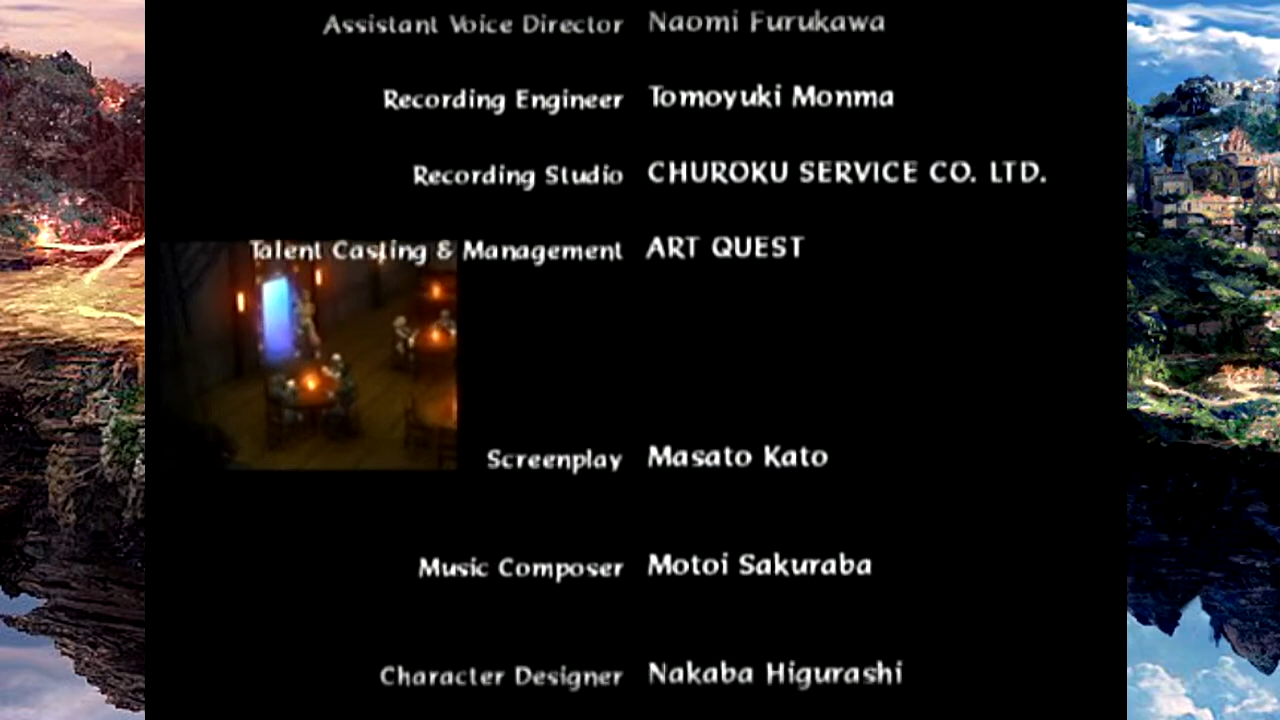 Assistant Voice Director Naomi Furukawa
Recording Engineer Tomoyuki Monma
Recording Studio CHUROKU SERVICE CO. LTD.
Talent Casting & Management ART QUEST
Screenplay Masato Kato
Music Composer Motoi Sakuraba
Character Designer Nakaba Higurashi